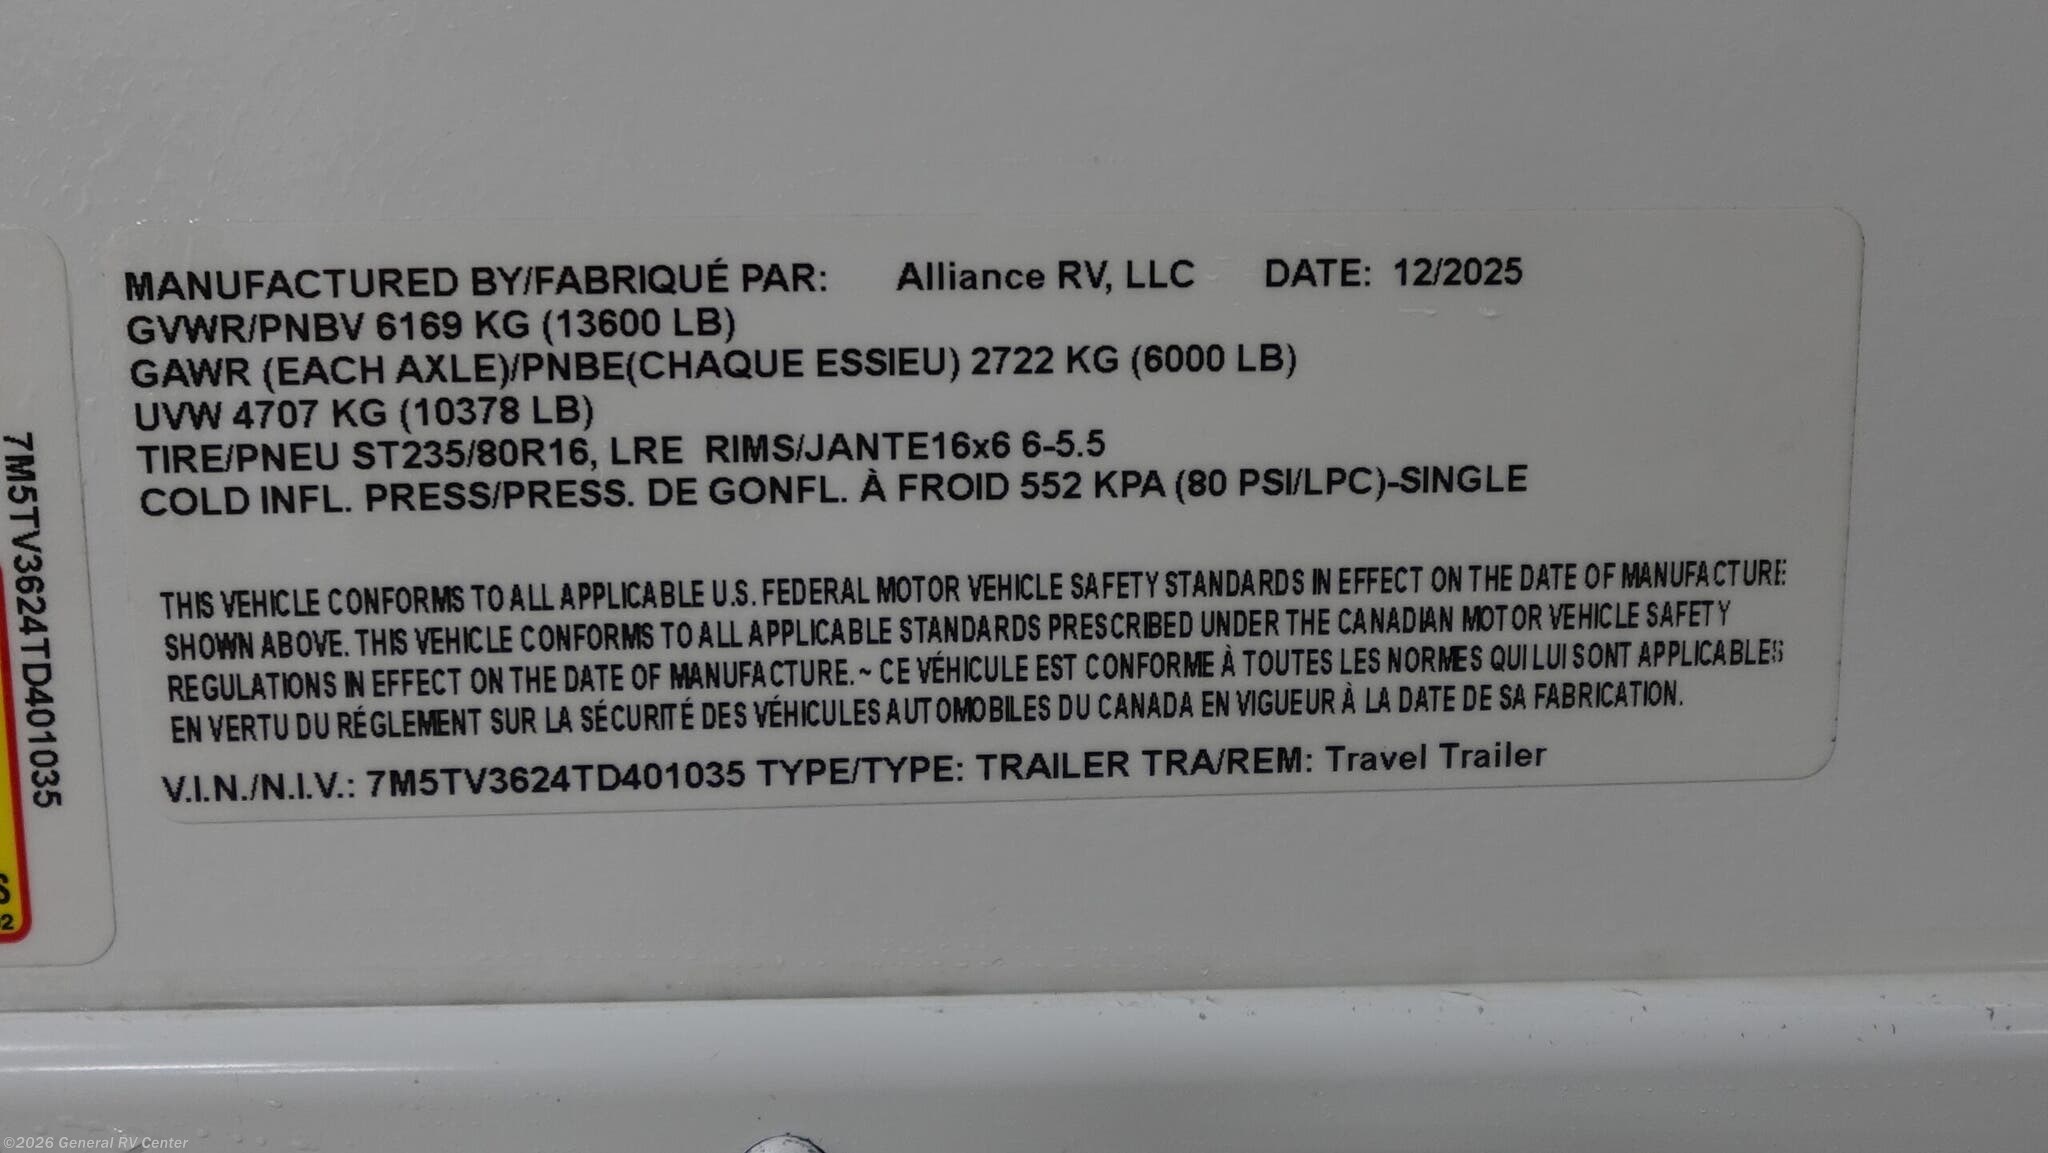 MANUFACTURED BY/FABRIQUÉ PAR: Alliance RV, LLC DATE: 12/2025
GVWR/PNBV 6169 KG (13600 LB)
GAWR (EACH AXLE)/PNBE(CHAQUE ESSIEU) 2722 KG (6000 LB)
UVW 4707 KG (10378 LB)
TIRE/PNEU ST235/80R16, LRE RIMS/JANTE16x6 6-5.5
COLD INFL. PRESS/PRESS. DE GONFL. À FROID 552 KPA (80 PSI/LPC)-SINGLE
THIS VEHICLE CONFORMS TO ALL APPLICABLE U.S. FEDERAL MOTOR VEHICLE SAFETY STANDARDS IN EFFECT ON THE DATE OF MANUFACTURE
SHOWN ABOVE. THIS VEHICLE CONFORMS TO ALL APPLICABLE STANDARDS PRESCRIBED UNDER THE CANADIAN MOTOR VEHICLE SAFETY
REGULATIONS IN EFFECT ON THE DATE OF MANUFACTURE. ~ CE VÉHICULE EST CONFORME À TOUTES LES NORMES QUI LUI SONT APPLICABLES
EN VERTU DU RÉGLEMENT SUR LA SÉCURITÉ DES VÉHICULES AUTOMOBILES DU CANADA EN VIGUEUR À LA DATE DE SA FABRICATION.
V.I.N./N.I.V.: 7M5TV3624TD401035 TYPE/TYPE: TRAILER TRA/REM: Travel Trailer
7M5TV3624TD401035
S
02
©2026 General RV Center